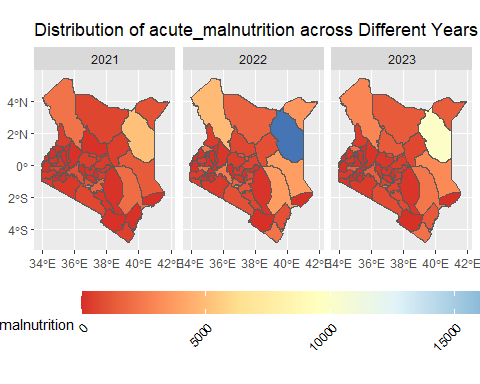 Distribution of acute_malnutrition across Different Years
2021 2022 2023
4°N
2°N
0°
2°S
4°S
34°E 36°E 38°E 40°E 42°E 34°E 36°E 38°E 40°E 42°E 34°E 36°E 38°E 40°E 42°E
malnutrition
0 5000 10000 15000